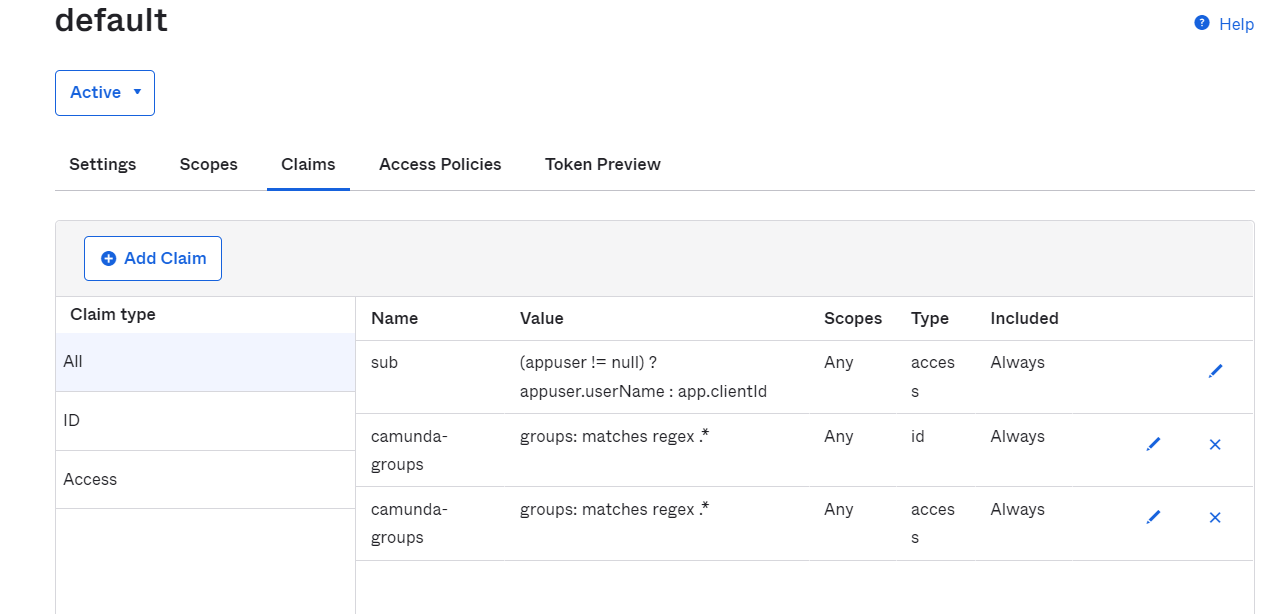 default
Help
Active
Settings Scopes Claims Access Policies Token Preview
Add Claim
Claim type
All
ID
Access
Name Value Scopes Type Included
sub (appuser != null) ? Any acces Always
appuser.userName : app.clientId s
camunda- groups: matches regex .* Any id Always
groups
camunda- groups: matches regex .* Any acces Always
groups s